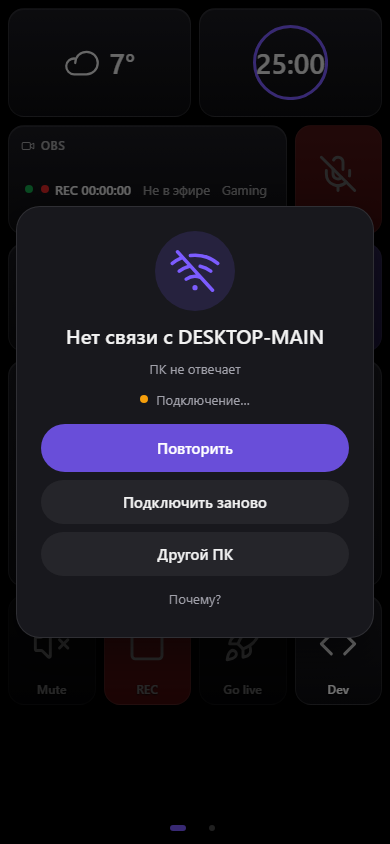 7°
25:00
OBS
REC 00:00:00 Не в эфире Gaming
Нет связи с DESKTOP-MAIN
ПК не отвечает
Подключение...
Повторить
Подключить заново
Другой ПК
Почему?
Mute
REC
Go live
Dev